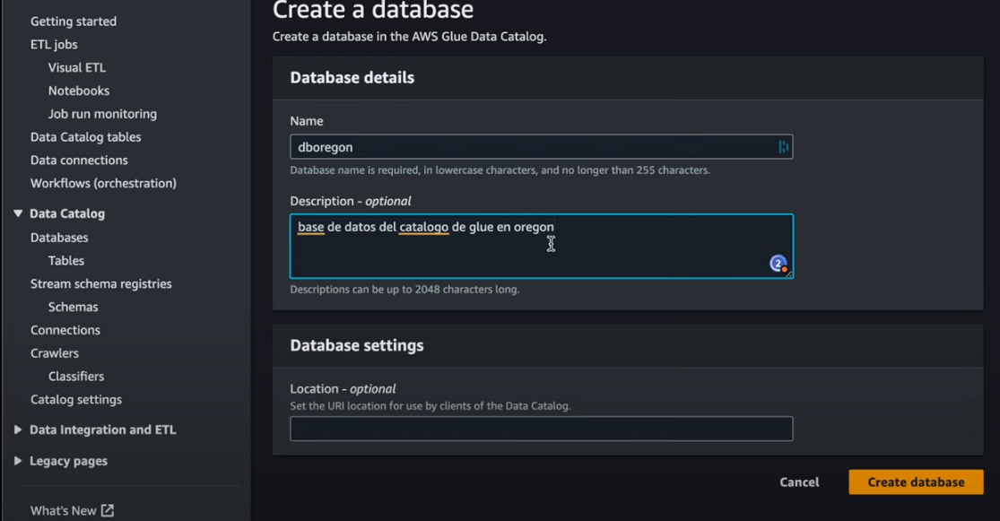 Getting started
ETL jobs
Visual ETL
Notebooks
Job run monitoring
Data Catalog tables
Data connections
Workflows (orchestration)
Data Catalog
Databases
Tables
Stream schema registries
Schemas
Connections
Crawlers
Classifiers
Catalog settings
Data Integration and ETL
Legacy pages
What's New
Create a database
Create a database in the AWS Glue Data Catalog.
Database details
Name
dboregon
Database name is required, in lowercase characters, and no longer than 255 characters.
Description - optional
base de datos del catalogo de glue en oregon
2
Descriptions can be up to 2048 characters long.
Database settings
Location - optional
Set the URI location for use by clients of the Data Catalog.
Cancel
Create database